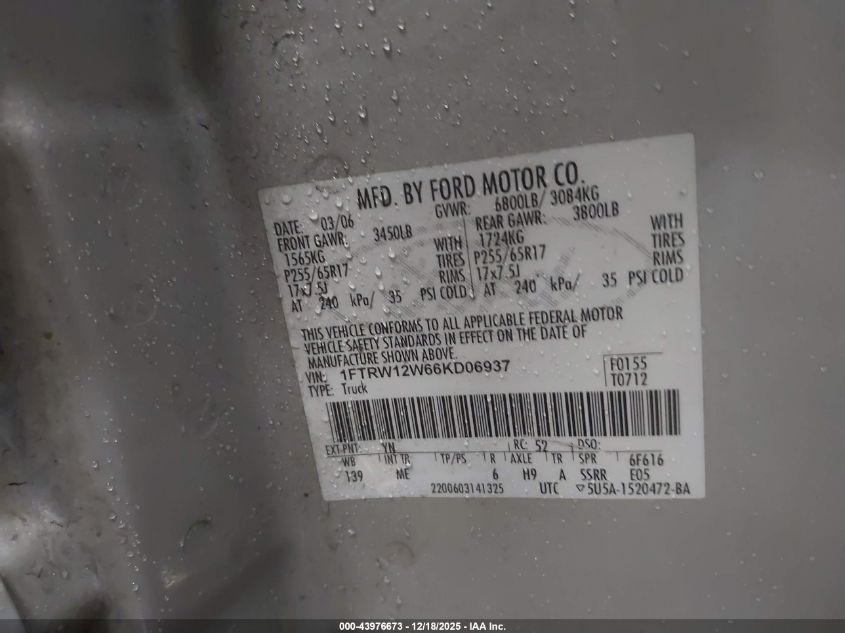 MFD. BY FORD MOTOR CO.
DATE: 03/06 GVWR: 6800LB/ 3084KG
FRONT GAWR: 3450LB REAR GAWR: 3800LB
1565KG WITH 1724KG WITH
P255/65R17 TIRES P255/65R17 TIRES
17x7.5J RIMS 17x7.5J RIMS
AT 240 kPa/ 35 PSI COLD AT 240 kPa/ 35 PSI COLD
THIS VEHICLE CONFORMS TO ALL APPLICABLE FEDERAL MOTOR
VEHICLE SAFETY STANDARDS IN EFFECT ON THE DATE OF
MANUFACTURE SHOWN ABOVE.
VIN: 1FTRW12W66KD06937 F0155
TYPE: Truck T0712
EXT-PNT: YN RC: 52 DSO:
WB INT TR TP/PS R AXLE TR SPR 6F616
139 ME 6 H9 A SSRR E05
2200603141325 UTC ▽5U5A-1520472-BA
000-43976673 - 12/18/2025 - IAA Inc.